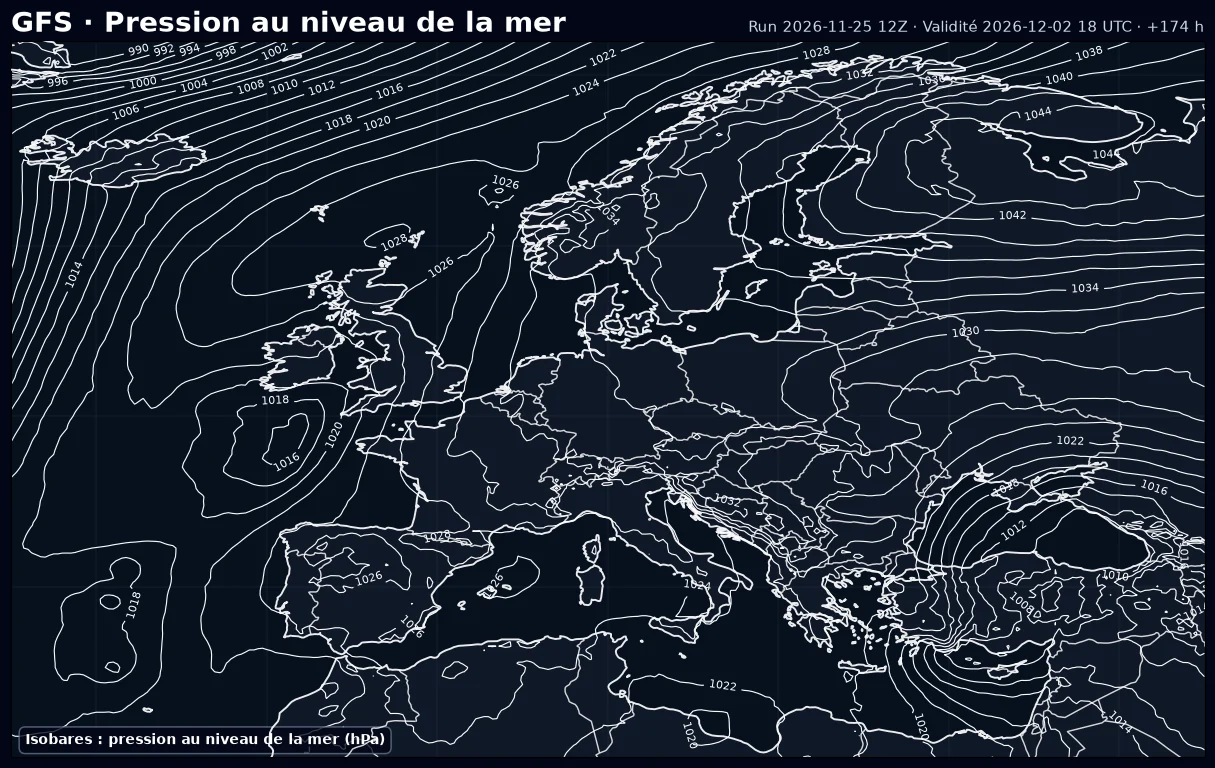 GFS · Pression au niveau de la mer
Run 2026-11-25 12Z · Validité 2026-12-02 18 UTC · +174 h
990 992 994 998 1002 1022 1028 1038
996 1000 1004 1008 1010 1012 1016 1024 1032 1036 1040
1006 1018 1020 1044
1044
1026 1034 1042
1028
1014 1026 1034
1030
1018 1020 1022
1016 1018 1016
1032 1012
1028
1026 1026 1024 1010
1018 1008
1026
1022
1020 1020 1014
Isobares : pression au niveau de la mer (hPa)